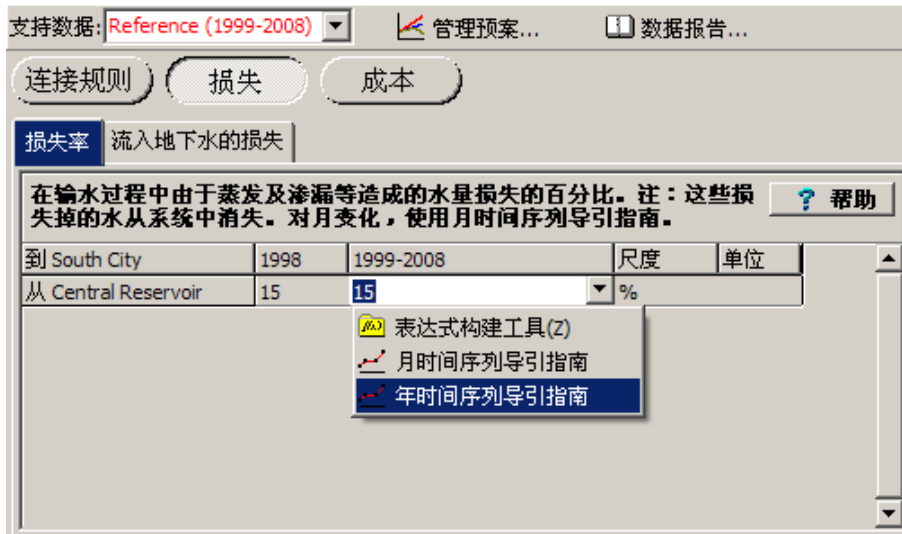 支持数据: Reference (1999-2008) 管理预案... 数据报告...
连接规则 损失 成本
损失率 流入地下水的损失
在输水过程中由于蒸发及渗漏等造成的水量损失的百分比。注：这些损
失掉的水从系统中消失。对月变化，使用月时间序列导引指南。
? 帮助
到 South City 1998 1999-2008 尺度 单位
从 Central Reservoir 15 15 %
表达式构建工具(Z)
月时间序列导引指南
年时间序列导引指南